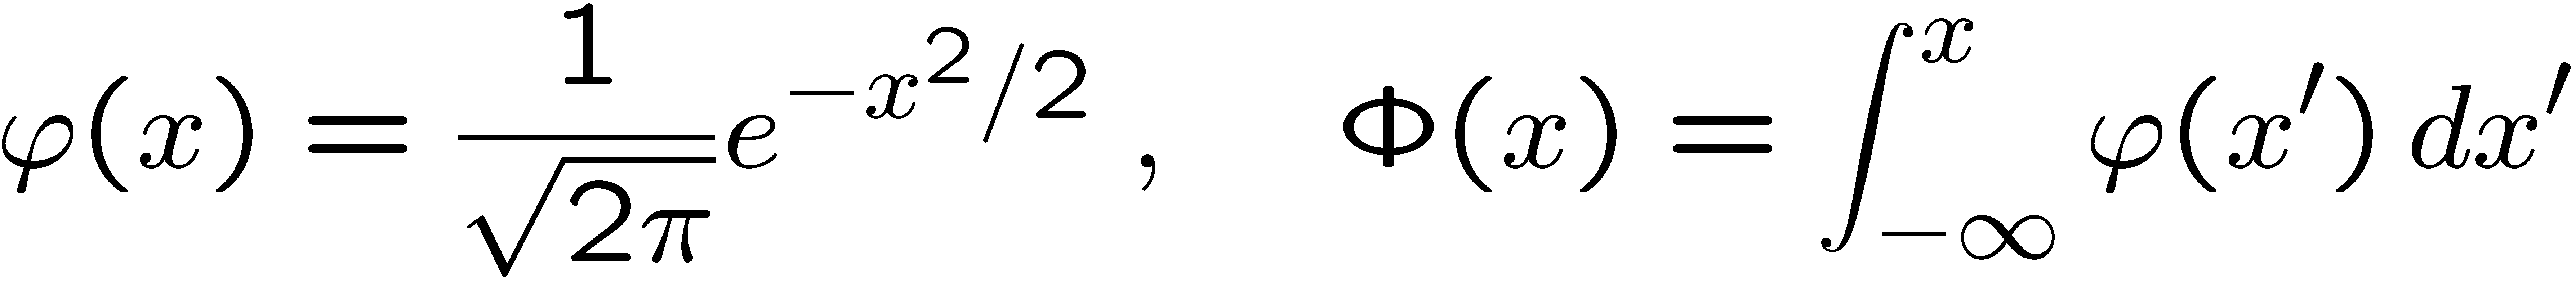 φ(x) = 1/√2π e^{−x²/2} , Φ(x) = ∫_{−∞}^{x} φ(x′) dx′